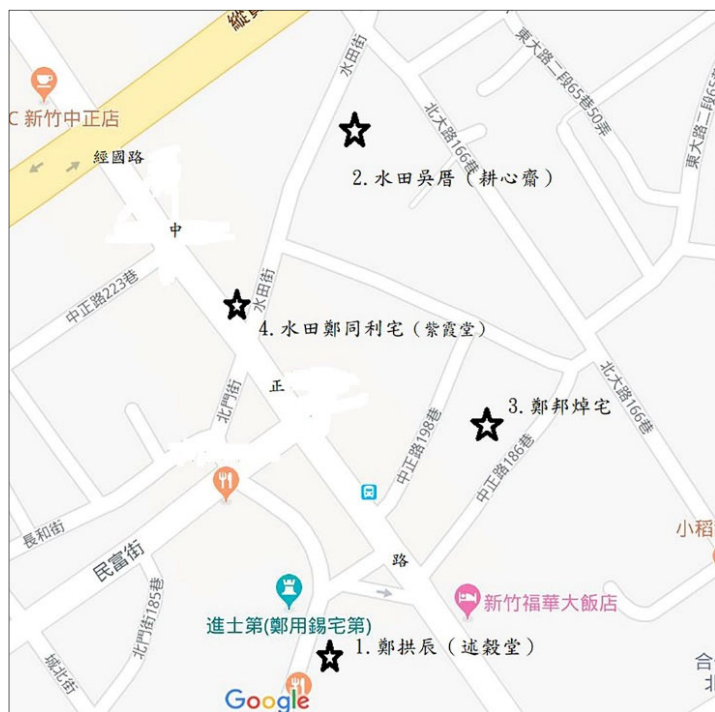 縱貫
水田街
東大路二段65巷50弄
C 新竹中正店
北大路166巷
東大路二段65巷
經國路
2.水田吳厝（耕心齋）
中
中正路223巷
水田街
4.水田鄭同利宅（紫霞堂）
正
北門街
北大路166巷
3.鄭邦焯宅
中正路198巷
中正路186巷
長和街
民富街
路
小稻
北門街185巷
新竹福華大飯店
進士第(鄭用錫宅第)
1.鄭拱辰（述穀堂）
城北街
合
北
Google